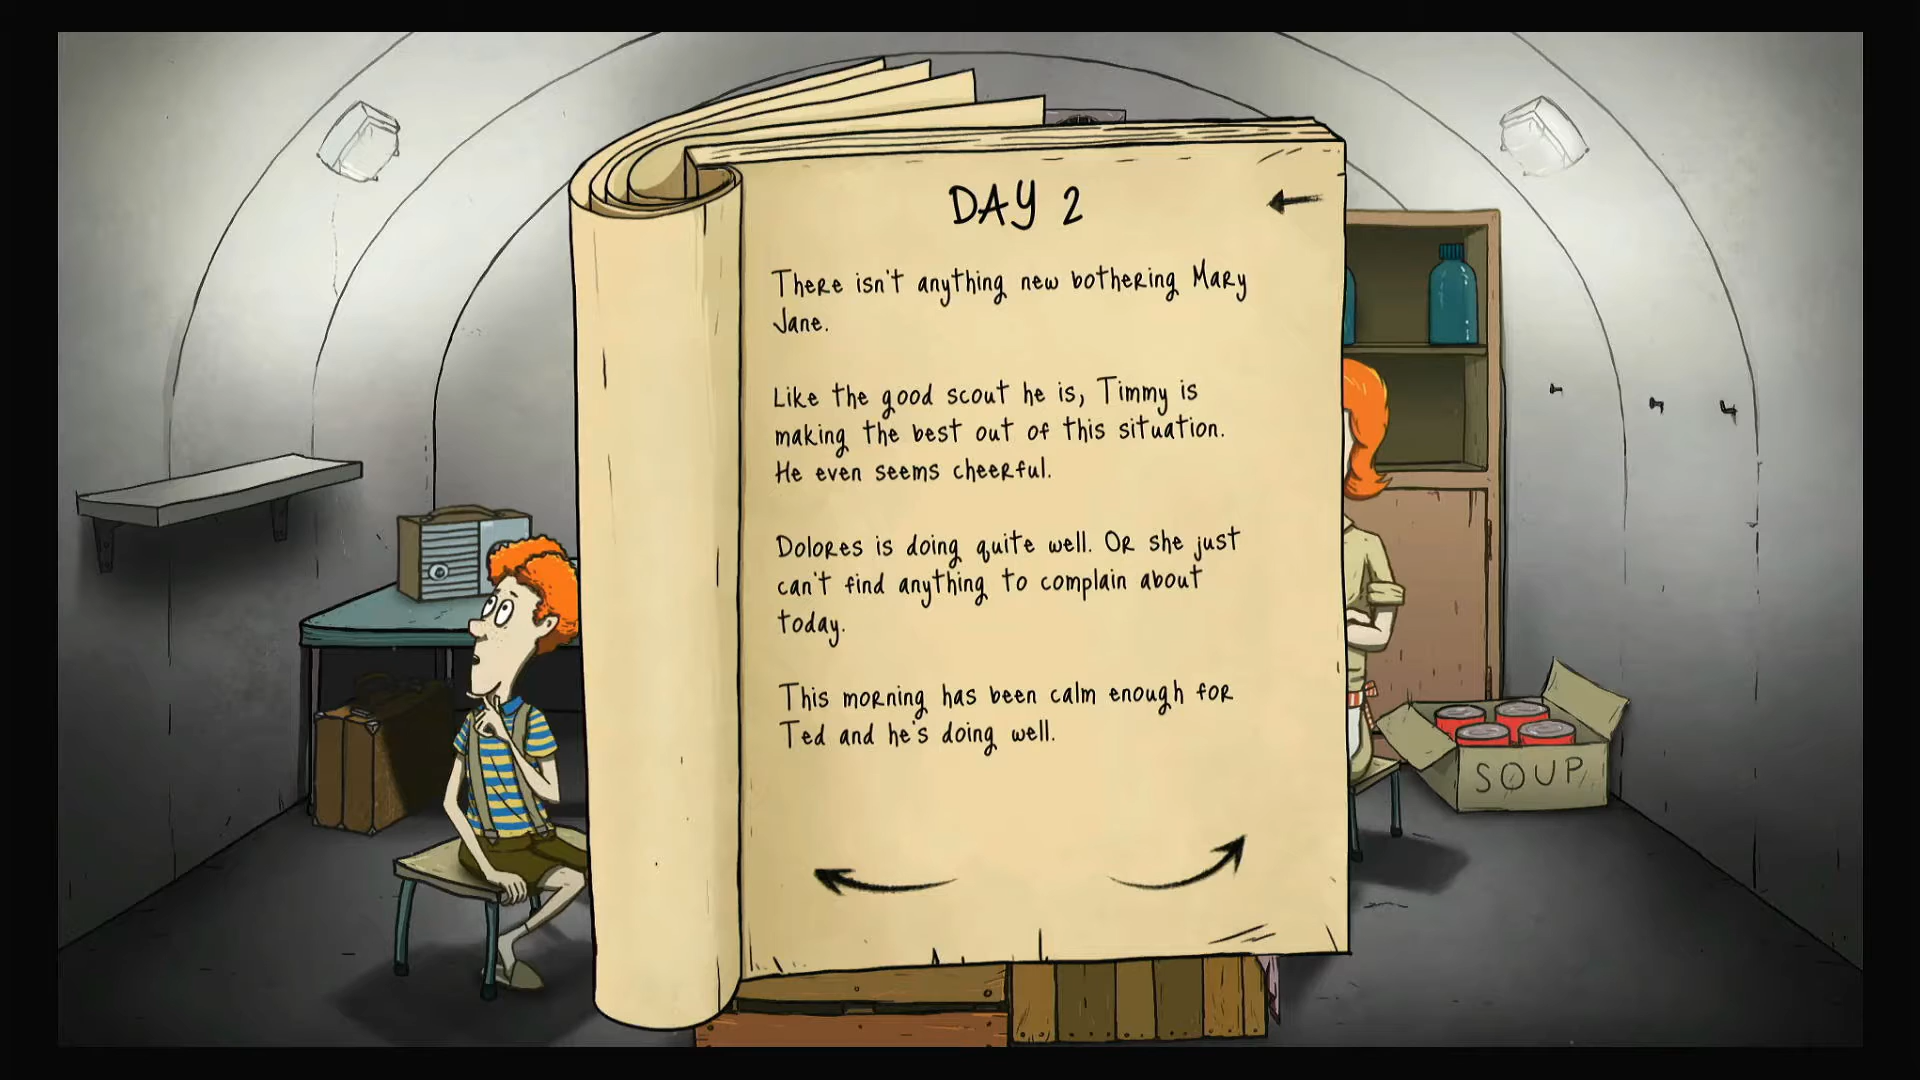 DAY 2
There isn't anything new bothering Mary
Jane.
Like the good scout he is, Timmy is
making the best out of this situation.
He even seems cheerful.
Dolores is doing quite well. Or she just
can't find anything to complain about
today.
This morning has been calm enough for
Ted and he's doing well.
SOUP